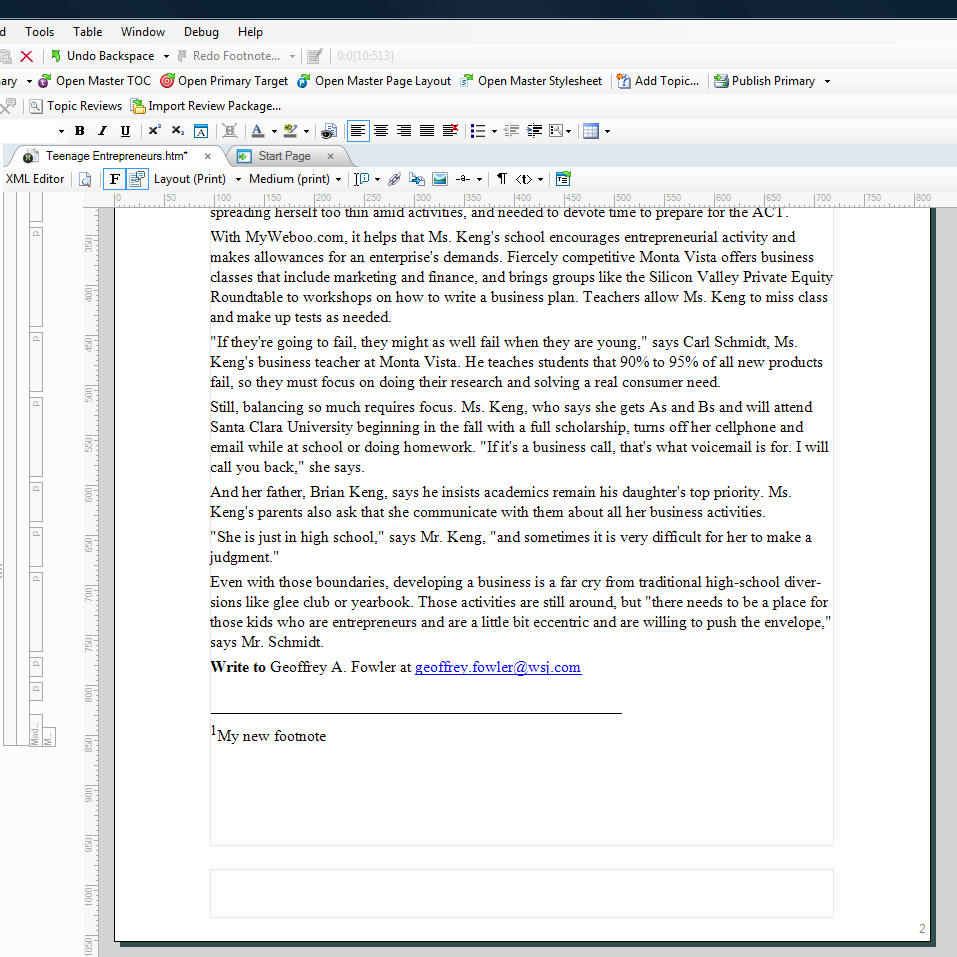 d Tools Table Window Debug Help
Undo Backspace Redo Footnote... 0:0[10:513]
ary Open Master TOC Open Primary Target Open Master Page Layout Open Master Stylesheet Add Topic... Publish Primary
Topic Reviews Import Review Package...
B I U x² x₂ A A
Teenage Entrepreneurs.htm* × Start Page ×
XML Editor F Layout (Print) Medium (print) -a- ¶
0 50 100 150 200 250 300 350 400 450 500 550 600 650 700 750 800
spreading herself too thin amid activities, and needed to devote time to prepare for the ACT.
With MyWeboo.com, it helps that Ms. Keng's school encourages entrepreneurial activity and
makes allowances for an enterprise's demands. Fiercely competitive Monta Vista offers business
classes that include marketing and finance, and brings groups like the Silicon Valley Private Equity
Roundtable to workshops on how to write a business plan. Teachers allow Ms. Keng to miss class
and make up tests as needed.
"If they're going to fail, they might as well fail when they are young," says Carl Schmidt, Ms.
Keng's business teacher at Monta Vista. He teaches students that 90% to 95% of all new products
fail, so they must focus on doing their research and solving a real consumer need.
Still, balancing so much requires focus. Ms. Keng, who says she gets As and Bs and will attend
Santa Clara University beginning in the fall with a full scholarship, turns off her cellphone and
email while at school or doing homework. "If it's a business call, that's what voicemail is for. I will
call you back," she says.
And her father, Brian Keng, says he insists academics remain his daughter's top priority. Ms.
Keng's parents also ask that she communicate with them about all her business activities.
"She is just in high school," says Mr. Keng, "and sometimes it is very difficult for her to make a
judgment."
Even with those boundaries, developing a business is a far cry from traditional high-school diver-
sions like glee club or yearbook. Those activities are still around, but "there needs to be a place for
those kids who are entrepreneurs and are a little bit eccentric and are willing to push the envelope,"
says Mr. Schmidt.
Write to Geoffrey A. Fowler at geoffrey.fowler@wsj.com
1My new footnote
2
p
p
p
p
p
p
p
p
Mad...
M...
350
400
450
500
550
600
650
700
750
800
850
900
950
1000
1050